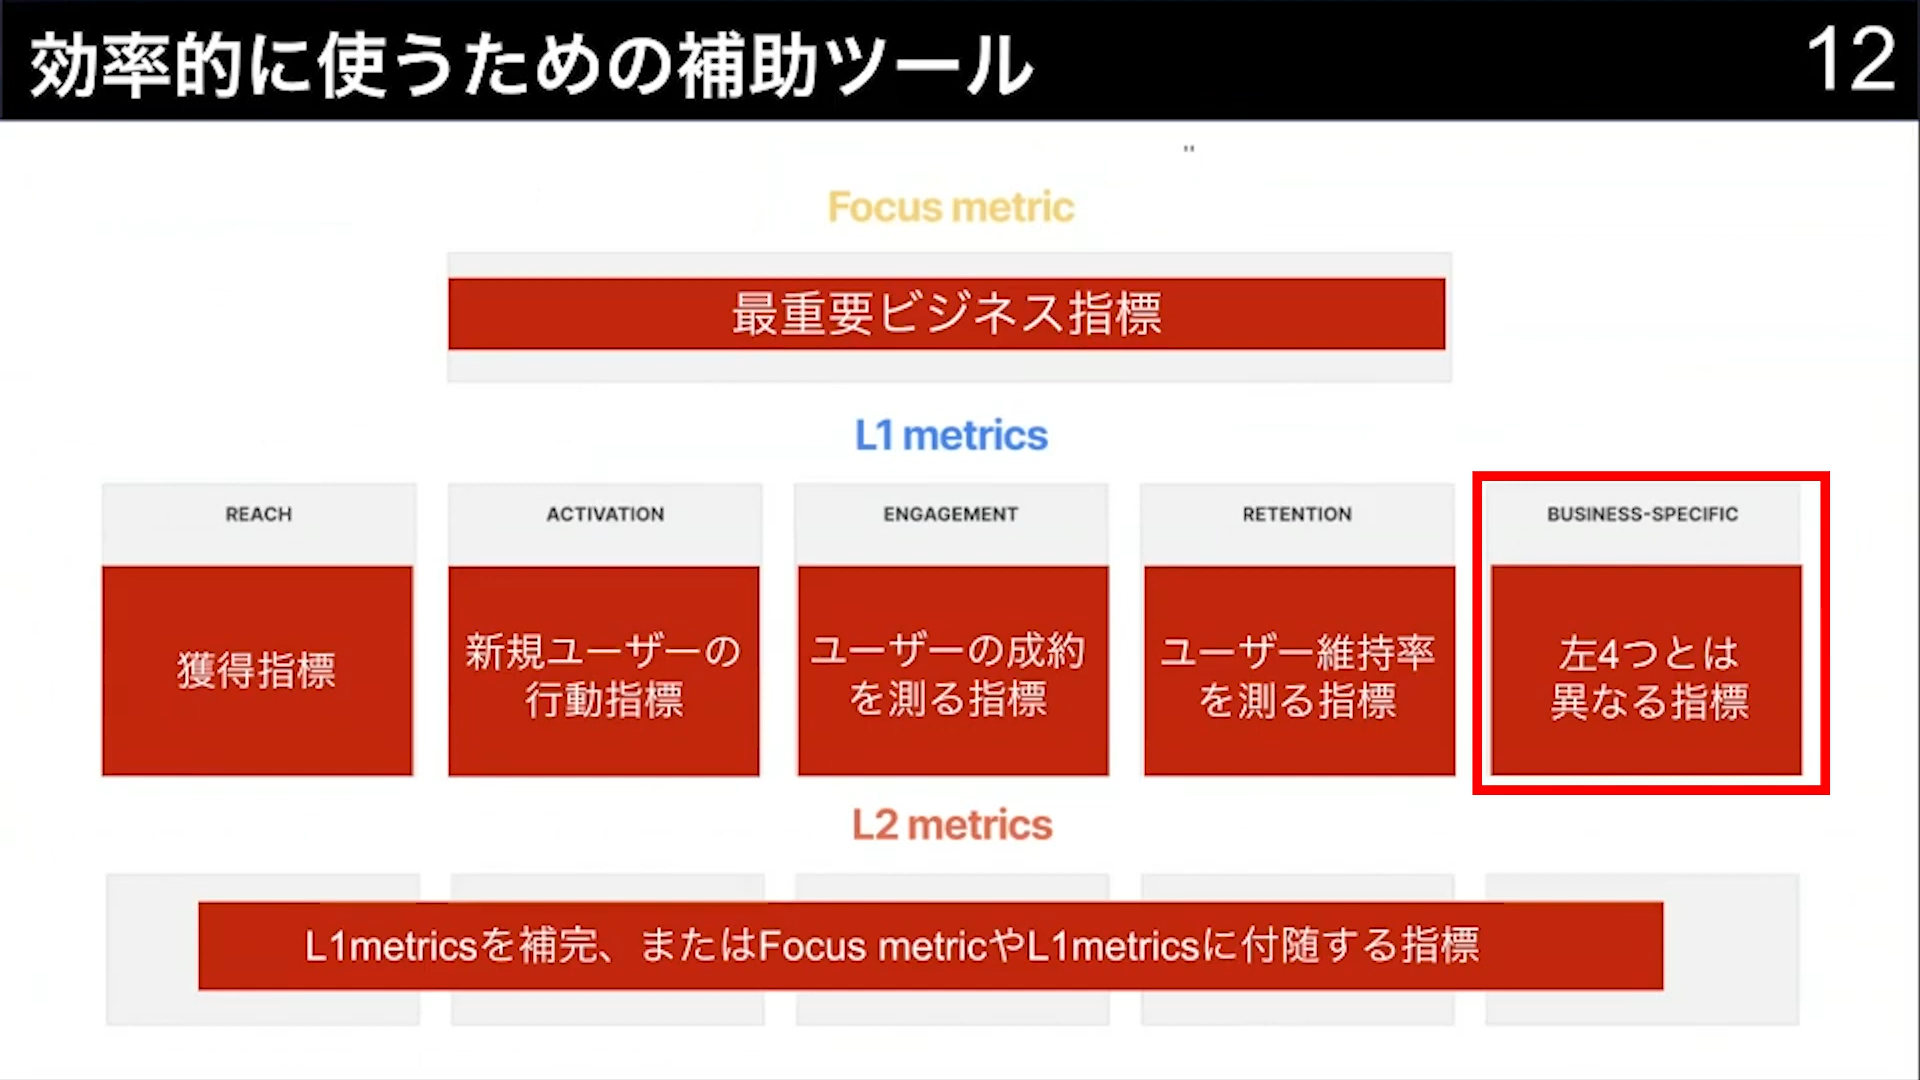 効率的に使うための補助ツール
12
"
Focus metric
最重要ビジネス指標
L1 metrics
REACH
獲得指標
ACTIVATION
新規ユーザーの
行動指標
ENGAGEMENT
ユーザーの成約
を測る指標
RETENTION
ユーザー維持率
を測る指標
BUSINESS-SPECIFIC
左4つとは
異なる指標
L2 metrics
L1metricsを補完、またはFocus metricやL1metricsに付随する指標